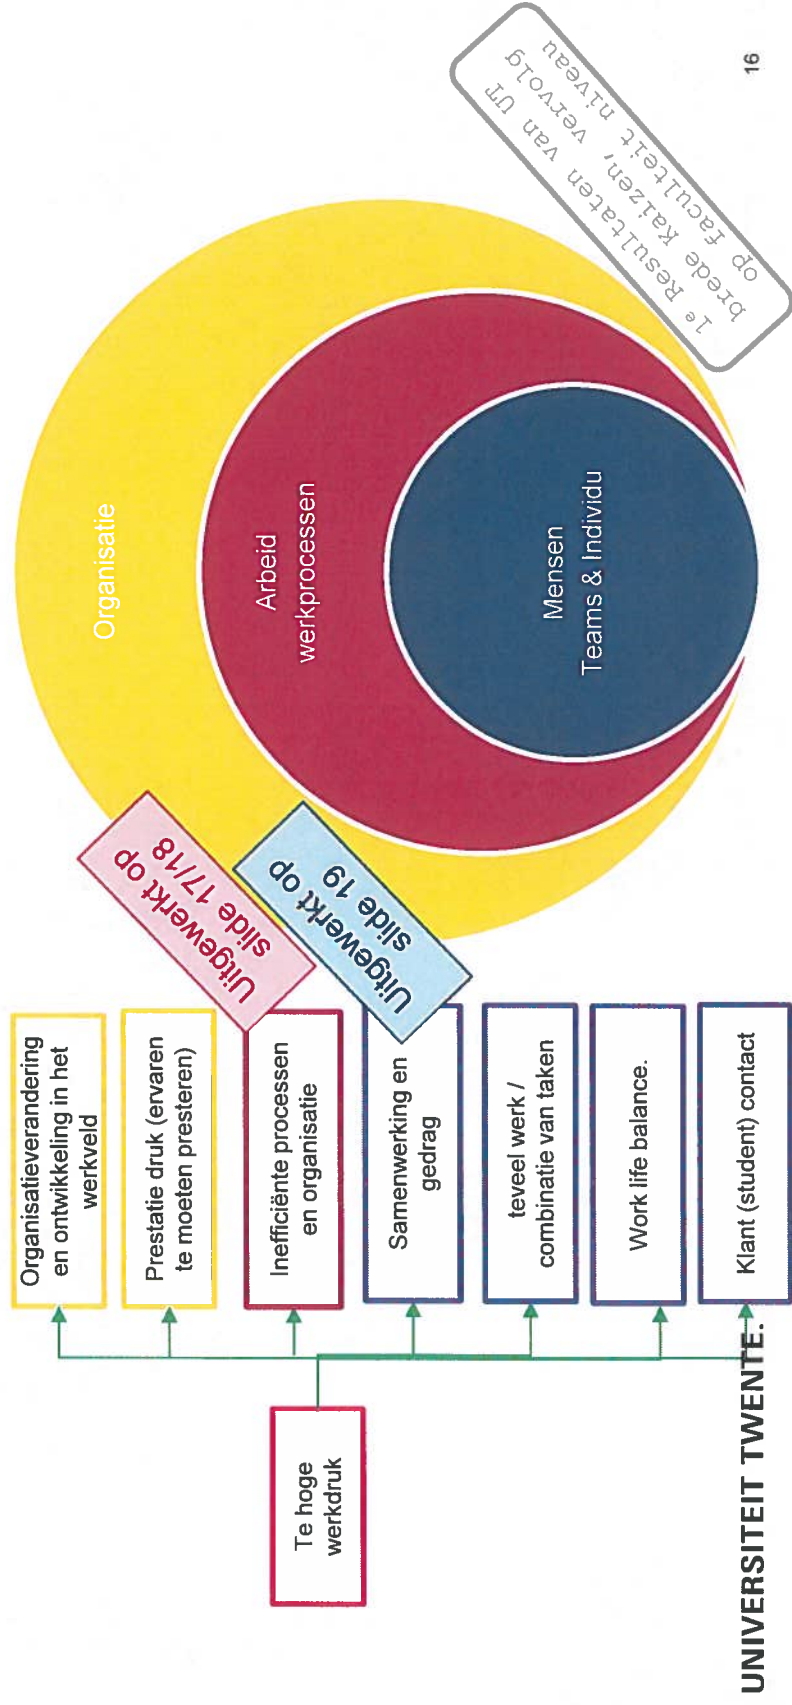 Te hoge
werkdruk
Organisatieverandering
en ontwikkeling in het
werkveld
Prestatie druk (ervaren
te moeten presteren)
Inefficiënte processen
en organisatie
Samenwerking en
gedrag
teveel werk /
combinatie van taken
Work life balance.
Klant (student) contact
Uitgewerkt op
slide 17/18
Uitgewerkt op
slide 19
Organisatie
Arbeid
werkprocessen
Mensen
Teams & Individu
1e Resultaten van UT
brede Kaizen, vervolg
op faculteit niveau
UNIVERSITEIT TWENTE.
16